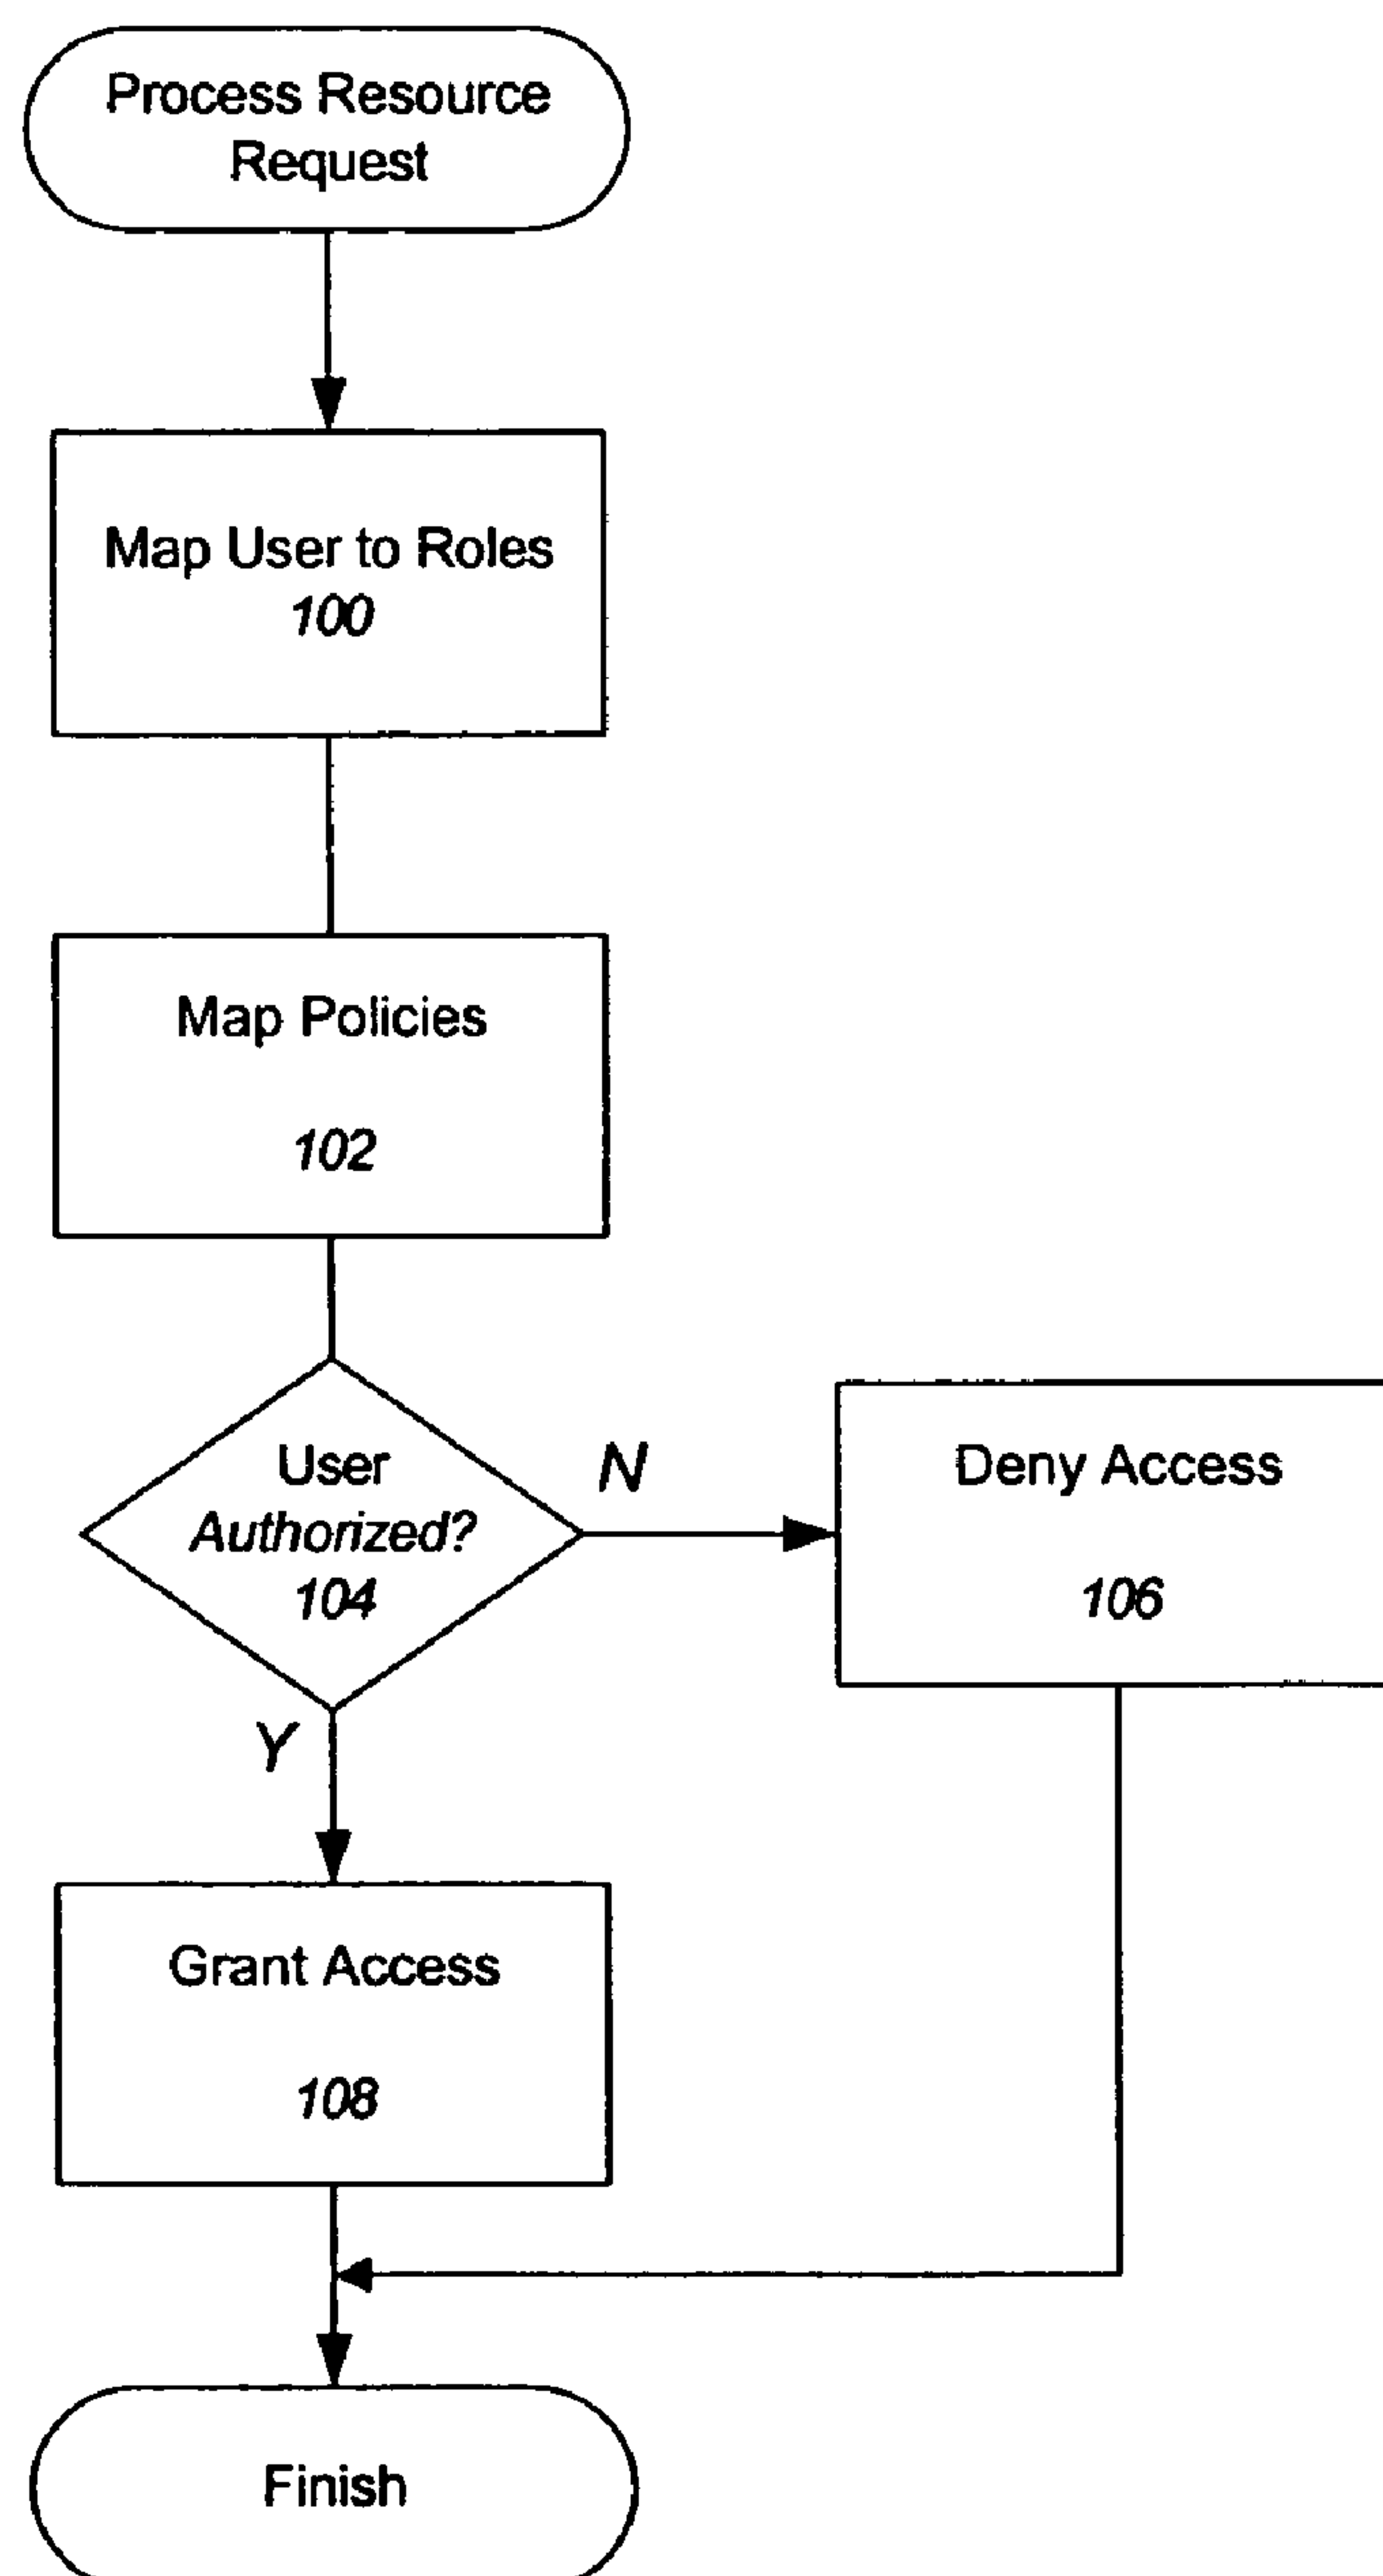 Process Resource
Request
Map User to Roles
100
Map Policies
102
User
Authorized?
104
N
Deny Access
106
Y
Grant Access
108
Finish